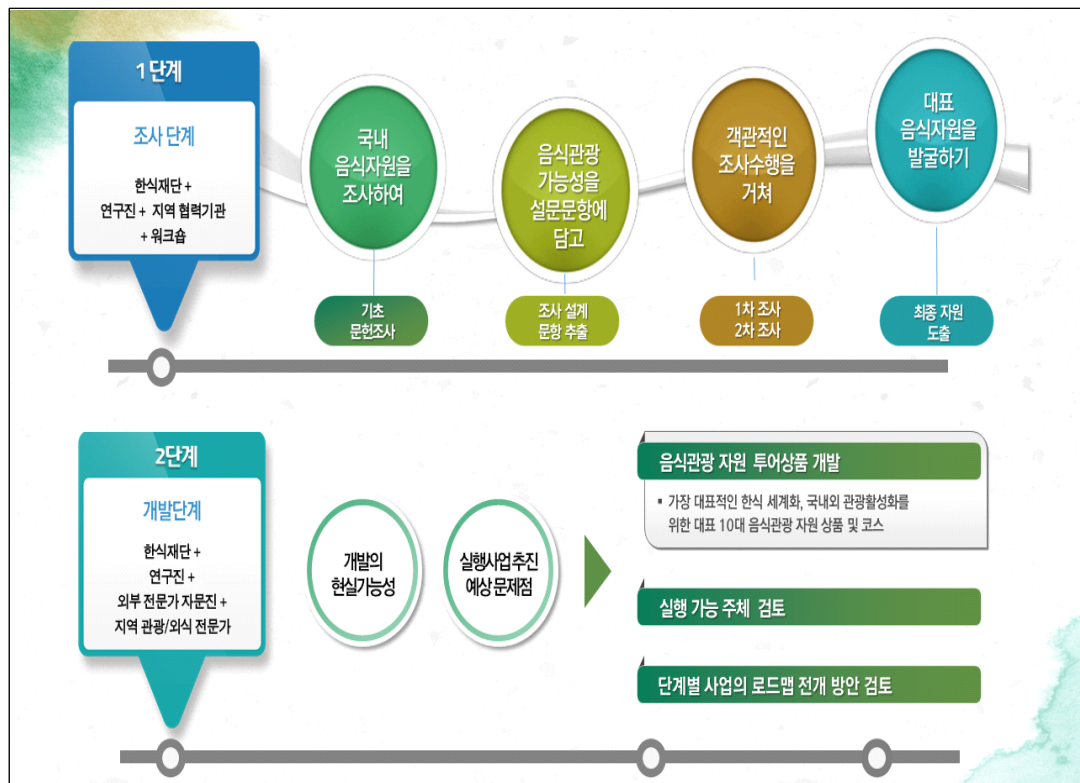 1단계
조사 단계
한식재단 +
연구진 + 지역 협력기관
+ 워크숍
국내
음식자원을
조사하여
음식관광
가능성을
설문문항에
담고
객관적인
조사수행을
거쳐
대표
음식자원을
발굴하기
기초
문헌조사
조사 설계
문항 추출
1차 조사
2차 조사
최종 자원
도출
2단계
개발단계
한식재단 +
연구진 +
외부 전문가 자문진 +
지역 관광/외식 전문가
개발의
현실가능성
실행사업 추진
예상 문제점
음식관광 자원 투어상품 개발
▪ 가장 대표적인 한식 세계화, 국내외 관광활성화를
위한 대표 10대 음식관광 자원 상품 및 코스
실행 가능 주체 검토
단계별 사업의 로드맵 전개 방안 검토